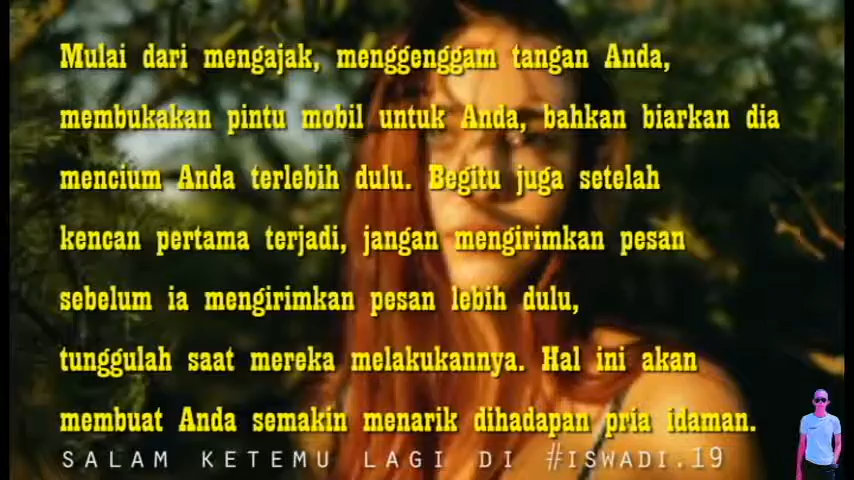 Mulai dari mengajak, menggenggam tangan Anda,
membukakan pintu mobil untuk Anda, bahkan biarkan dia
mencium Anda terlebih dulu. Begitu juga setelah
kencan pertama terjadi, jangan mengirimkan pesan
sebelum ia mengirimkan pesan lebih dulu,
tunggulah saat mereka melakukannya. Hal ini akan
membuat Anda semakin menarik dihadapan pria idaman.
SALAM KETEMU LAGI DI #ISWADI.19